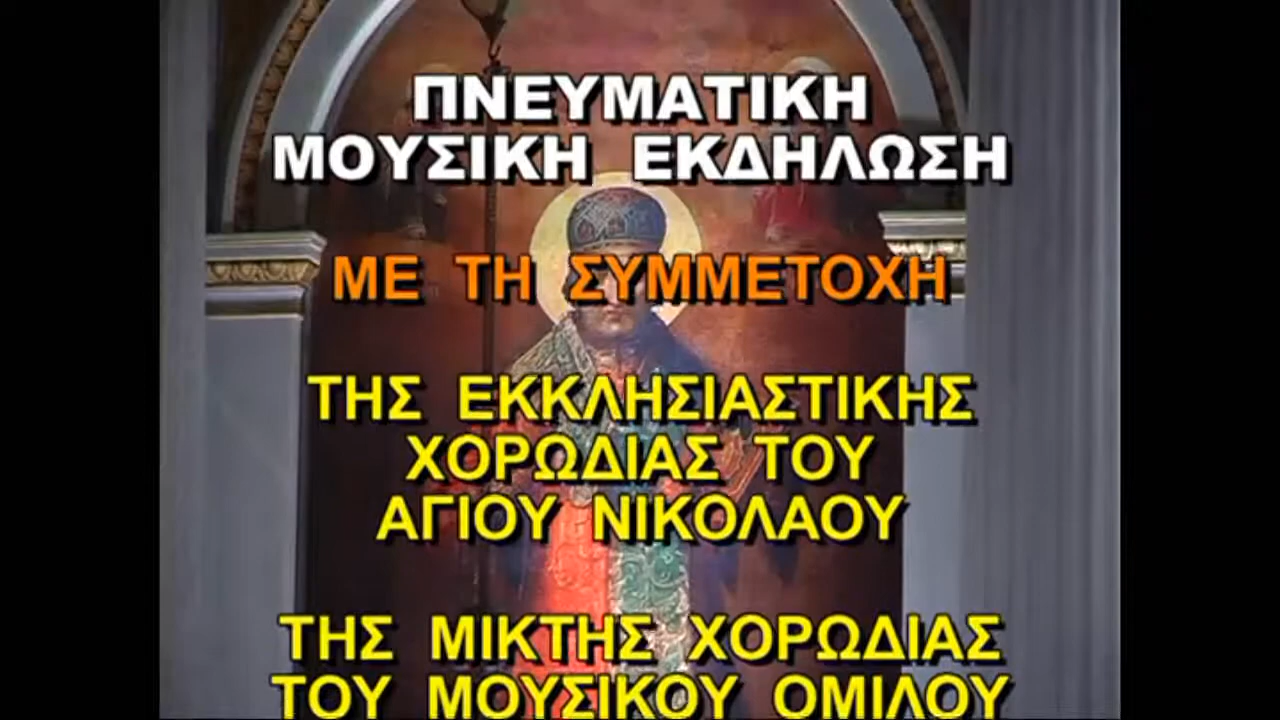 ΠΝΕΥΜΑΤΙΚΗ
ΜΟΥΣΙΚΗ ΕΚΔΗΛΩΣΗ
ΜΕ ΤΗ ΣΥΜΜΕΤΟΧΗ
ΤΗΣ ΕΚΚΛΗΣΙΑΣΤΙΚΗΣ
ΧΟΡΩΔΙΑΣ ΤΟΥ
ΑΓΙΟΥ ΝΙΚΟΛΑΟΥ
ΤΗΣ ΜΙΚΤΗΣ ΧΟΡΩΔΙΑΣ
ΤΟΥ ΜΟΥΣΙΚΟΥ ΟΜΙΛΟΥ